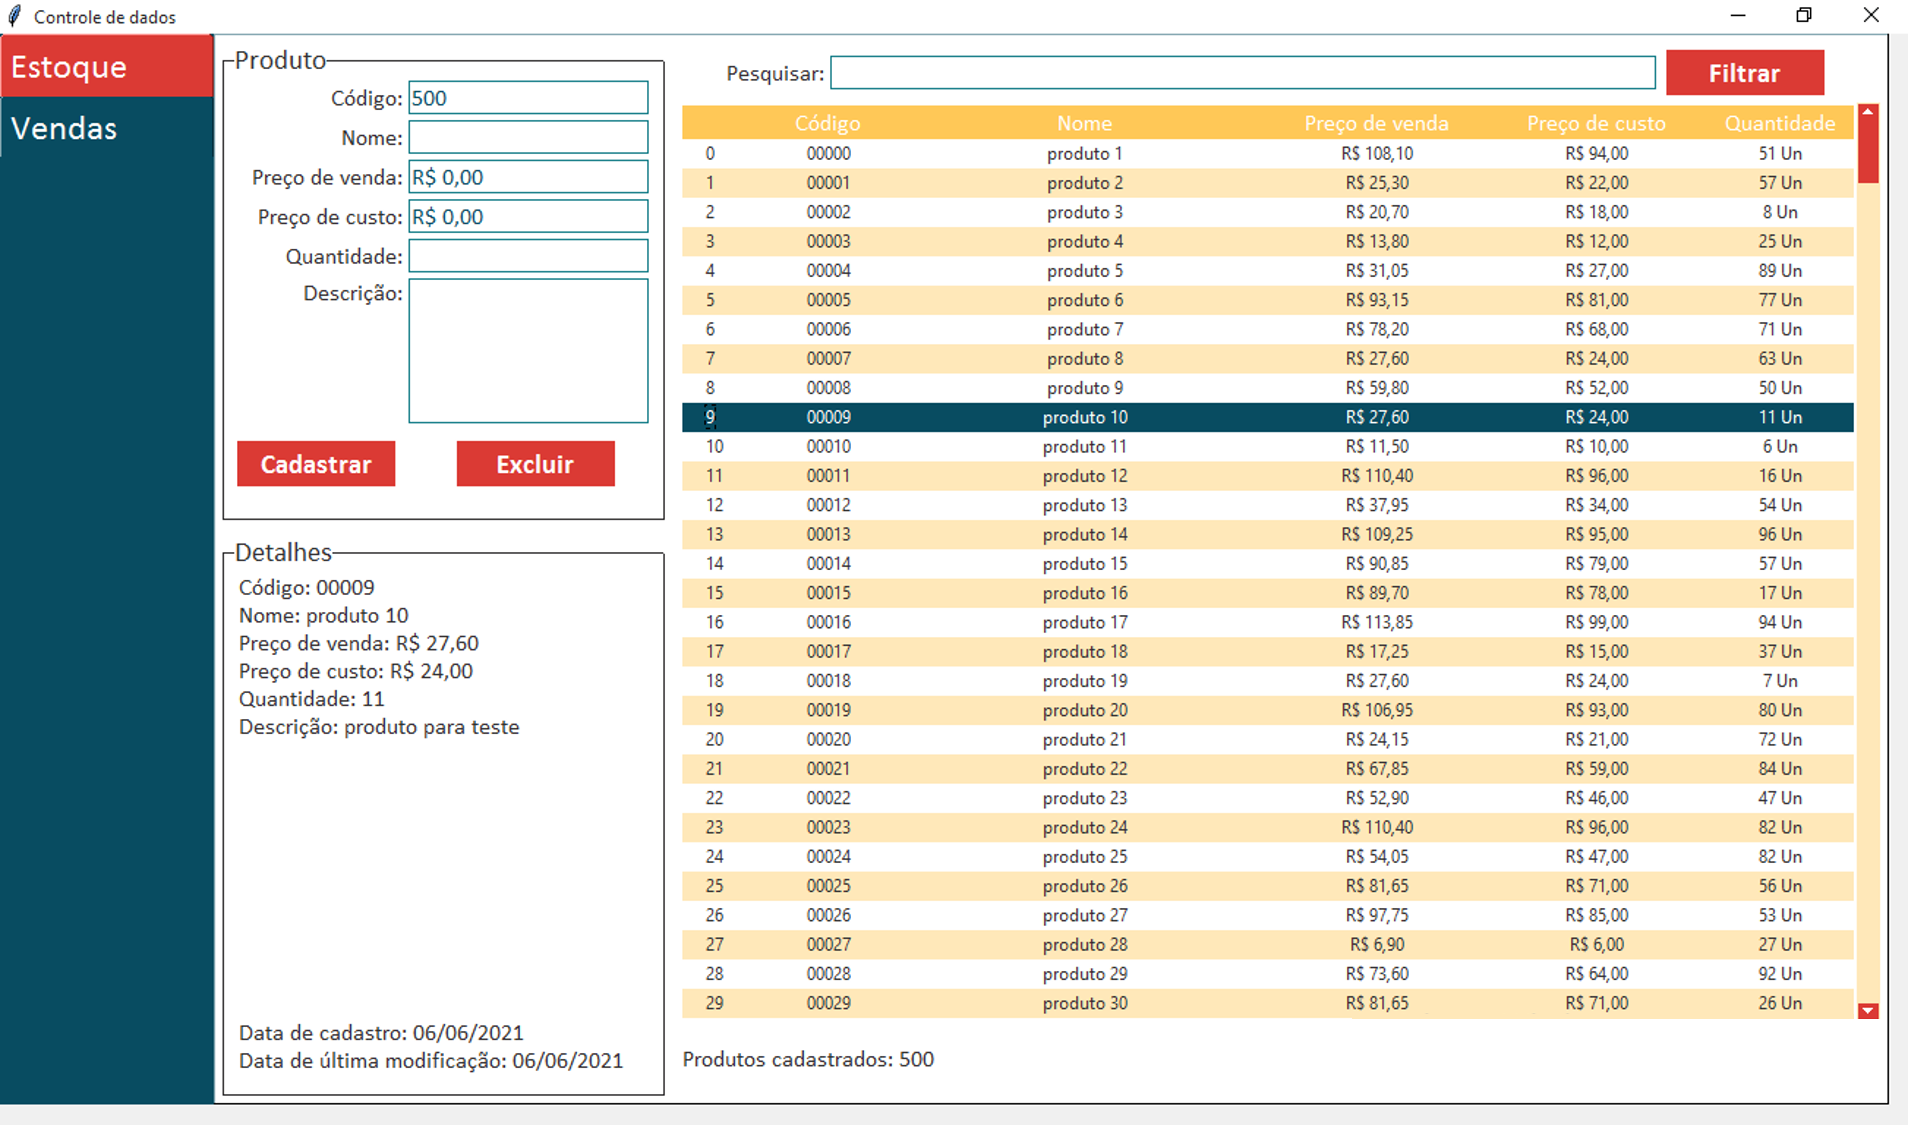 Controle de dados
Estoque
Vendas
Produto
Código: 500
Nome:
Preço de venda: R$ 0,00
Preço de custo: R$ 0,00
Quantidade:
Descrição:
Cadastrar Excluir
Detalhes
Código: 00009
Nome: produto 10
Preço de venda: R$ 27,60
Preço de custo: R$ 24,00
Quantidade: 11
Descrição: produto para teste
Data de cadastro: 06/06/2021
Data de última modificação: 06/06/2021
Pesquisar: Filtrar
Código Nome Preço de venda Preço de custo Quantidade
0 00000 produto 1 R$ 108,10 R$ 94,00 51 Un
1 00001 produto 2 R$ 25,30 R$ 22,00 57 Un
2 00002 produto 3 R$ 20,70 R$ 18,00 8 Un
3 00003 produto 4 R$ 13,80 R$ 12,00 25 Un
4 00004 produto 5 R$ 31,05 R$ 27,00 89 Un
5 00005 produto 6 R$ 93,15 R$ 81,00 77 Un
6 00006 produto 7 R$ 78,20 R$ 68,00 71 Un
7 00007 produto 8 R$ 27,60 R$ 24,00 63 Un
8 00008 produto 9 R$ 59,80 R$ 52,00 50 Un
9 00009 produto 10 R$ 27,60 R$ 24,00 11 Un
10 00010 produto 11 R$ 11,50 R$ 10,00 6 Un
11 00011 produto 12 R$ 110,40 R$ 96,00 16 Un
12 00012 produto 13 R$ 37,95 R$ 34,00 54 Un
13 00013 produto 14 R$ 109,25 R$ 95,00 96 Un
14 00014 produto 15 R$ 90,85 R$ 79,00 57 Un
15 00015 produto 16 R$ 89,70 R$ 78,00 17 Un
16 00016 produto 17 R$ 113,85 R$ 99,00 94 Un
17 00017 produto 18 R$ 17,25 R$ 15,00 37 Un
18 00018 produto 19 R$ 27,60 R$ 24,00 7 Un
19 00019 produto 20 R$ 106,95 R$ 93,00 80 Un
20 00020 produto 21 R$ 24,15 R$ 21,00 72 Un
21 00021 produto 22 R$ 67,85 R$ 59,00 84 Un
22 00022 produto 23 R$ 52,90 R$ 46,00 47 Un
23 00023 produto 24 R$ 110,40 R$ 96,00 82 Un
24 00024 produto 25 R$ 54,05 R$ 47,00 82 Un
25 00025 produto 26 R$ 81,65 R$ 71,00 56 Un
26 00026 produto 27 R$ 97,75 R$ 85,00 53 Un
27 00027 produto 28 R$ 6,90 R$ 6,00 27 Un
28 00028 produto 29 R$ 73,60 R$ 64,00 92 Un
29 00029 produto 30 R$ 81,65 R$ 71,00 26 Un
Produtos cadastrados: 500